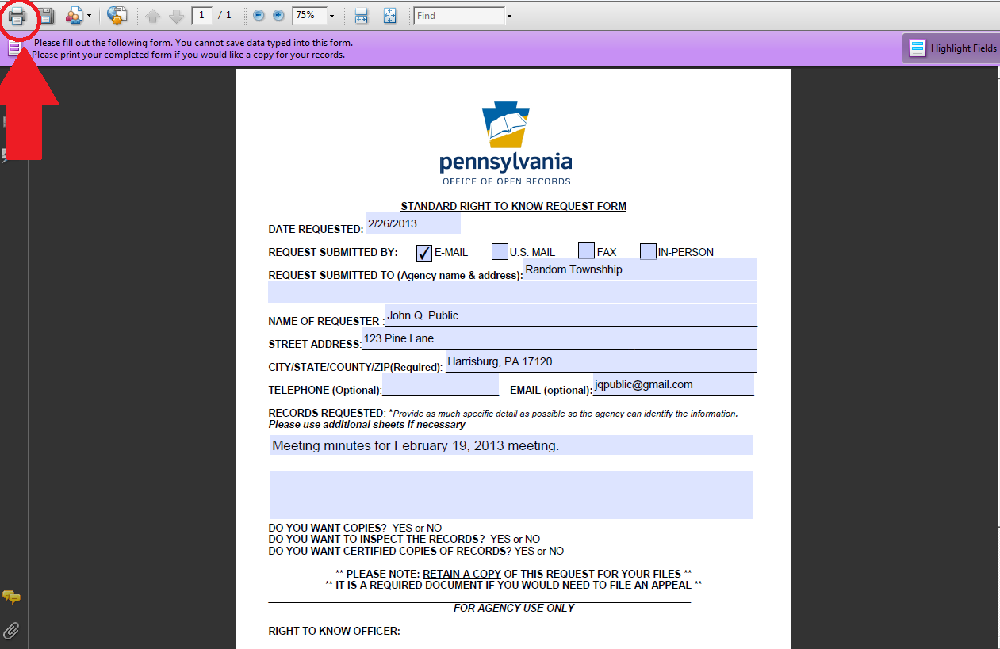 1 / 1 75% Find
Please fill out the following form. You cannot save data typed into this form.
Please print your completed form if you would like a copy for your records.
Highlight Fields
pennsylvania
OFFICE OF OPEN RECORDS
STANDARD RIGHT-TO-KNOW REQUEST FORM
DATE REQUESTED: 2/26/2013
REQUEST SUBMITTED BY: ✓ E-MAIL U.S. MAIL FAX IN-PERSON
REQUEST SUBMITTED TO (Agency name & address): Random Townshhip
NAME OF REQUESTER : John Q. Public
STREET ADDRESS: 123 Pine Lane
CITY/STATE/COUNTY/ZIP(Required): Harrisburg, PA 17120
TELEPHONE (Optional): EMAIL (optional): jqpublic@gmail.com
RECORDS REQUESTED: *Provide as much specific detail as possible so the agency can identify the information.
Please use additional sheets if necessary
Meeting minutes for February 19, 2013 meeting.
DO YOU WANT COPIES? YES or NO
DO YOU WANT TO INSPECT THE RECORDS? YES or NO
DO YOU WANT CERTIFIED COPIES OF RECORDS? YES or NO
** PLEASE NOTE: RETAIN A COPY OF THIS REQUEST FOR YOUR FILES **
** IT IS A REQUIRED DOCUMENT IF YOU WOULD NEED TO FILE AN APPEAL **
FOR AGENCY USE ONLY
RIGHT TO KNOW OFFICER: